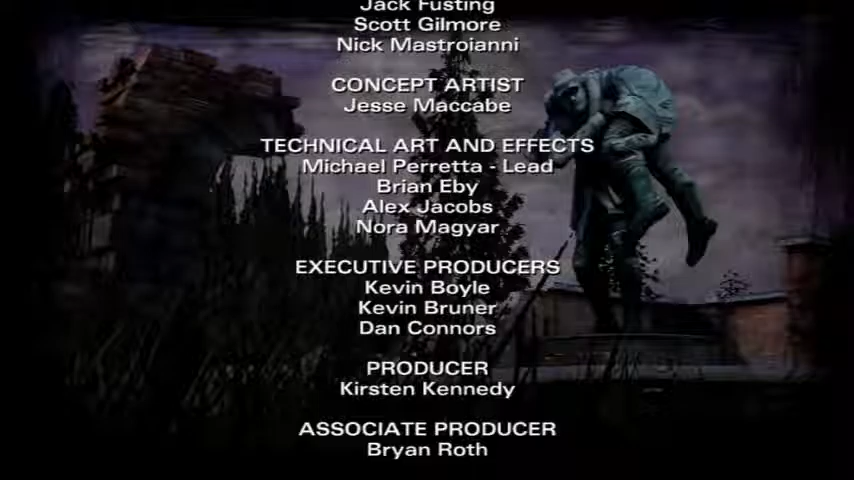 Jack Fusting
Scott Gilmore
Nick Mastroianni
CONCEPT ARTIST
Jesse Maccabe
TECHNICAL ART AND EFFECTS
Michael Perretta - Lead
Brian Eby
Alex Jacobs
Nora Magyar
EXECUTIVE PRODUCERS
Kevin Boyle
Kevin Bruner
Dan Connors
PRODUCER
Kirsten Kennedy
ASSOCIATE PRODUCER
Bryan Roth